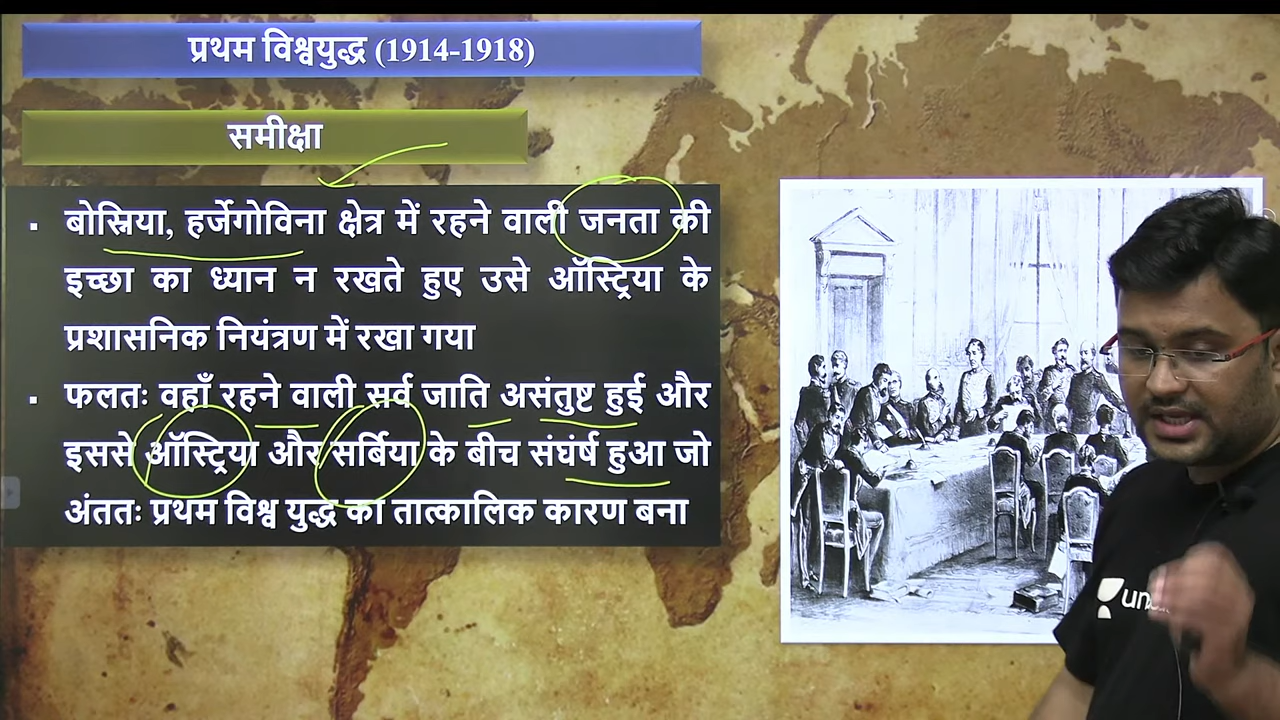 प्रथम विश्वयुद्ध (1914-1918)
समीक्षा
▪ बोस्निया, हर्जेगोविना क्षेत्र में रहने वाली जनता की
इच्छा का ध्यान न रखते हुए उसे ऑस्ट्रिया के
प्रशासनिक नियंत्रण में रखा गया
▪ फलतः वहाँ रहने वाली सर्व जाति असंतुष्ट हुई और
इससे ऑस्ट्रिया और सर्बिया के बीच संघंर्ष हुआ जो
अंततः प्रथम विश्व युद्ध का तात्कालिक कारण बना